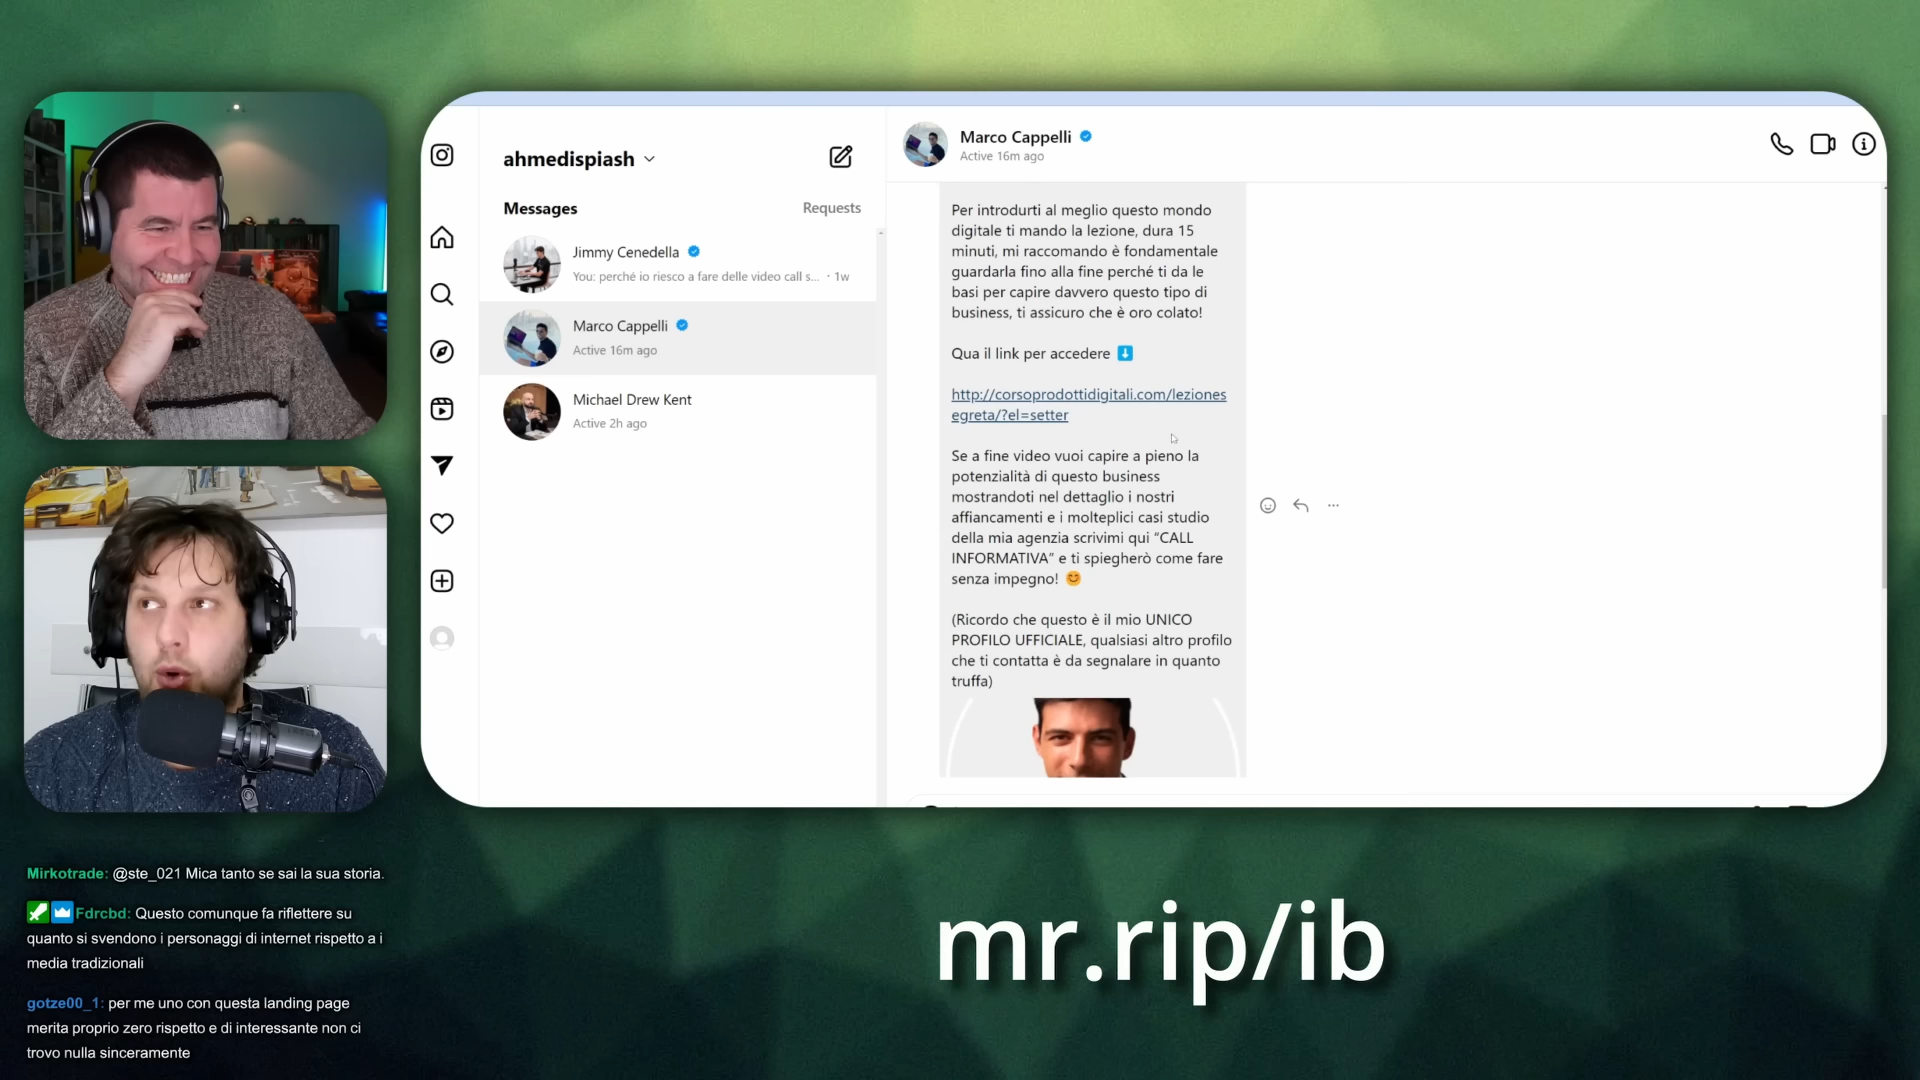 ahmedispiash
Messages
Requests
Jimmy Cenedella
You: perché io riesco a fare delle video call s... · 1w
Marco Cappelli
Active 16m ago
Michael Drew Kent
Active 2h ago
Marco Cappelli
Active 16m ago
Per introdurti al meglio questo mondo
digitale ti mando la lezione, dura 15
minuti, mi raccomando è fondamentale
guardarla fino alla fine perché ti da le
basi per capire davvero questo tipo di
business, ti assicuro che è oro colato!
Qua il link per accedere ⬇️
http://corsoprodottidigitali.com/leziones
egreta/?el=setter
Se a fine video vuoi capire a pieno la
potenzialità di questo business
mostrandoti nel dettaglio i nostri
affiancamenti e i molteplici casi studio
della mia agenzia scrivimi qui “CALL
INFORMATIVA” e ti spiegherò come fare
senza impegno! 😊
(Ricordo che questo è il mio UNICO
PROFILO UFFICIALE, qualsiasi altro profilo
che ti contatta è da segnalare in quanto
truffa)
Mirkotrade: @ste_021 Mica tanto se sai la sua storia.
Fdrcbd: Questo comunque fa riflettere su
quanto si svendono i personaggi di internet rispetto a i
media tradizionali
gotze00_1: per me uno con questa landing page
merita proprio zero rispetto e di interessante non ci
trovo nulla sinceramente
mr.rip/ib